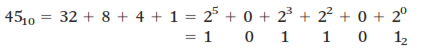 45₁₀ = 32 + 8 + 4 + 1 = 2⁵ + 0 + 2³ + 2² + 0 + 2⁰
= 1 0 1 1 0 1₂